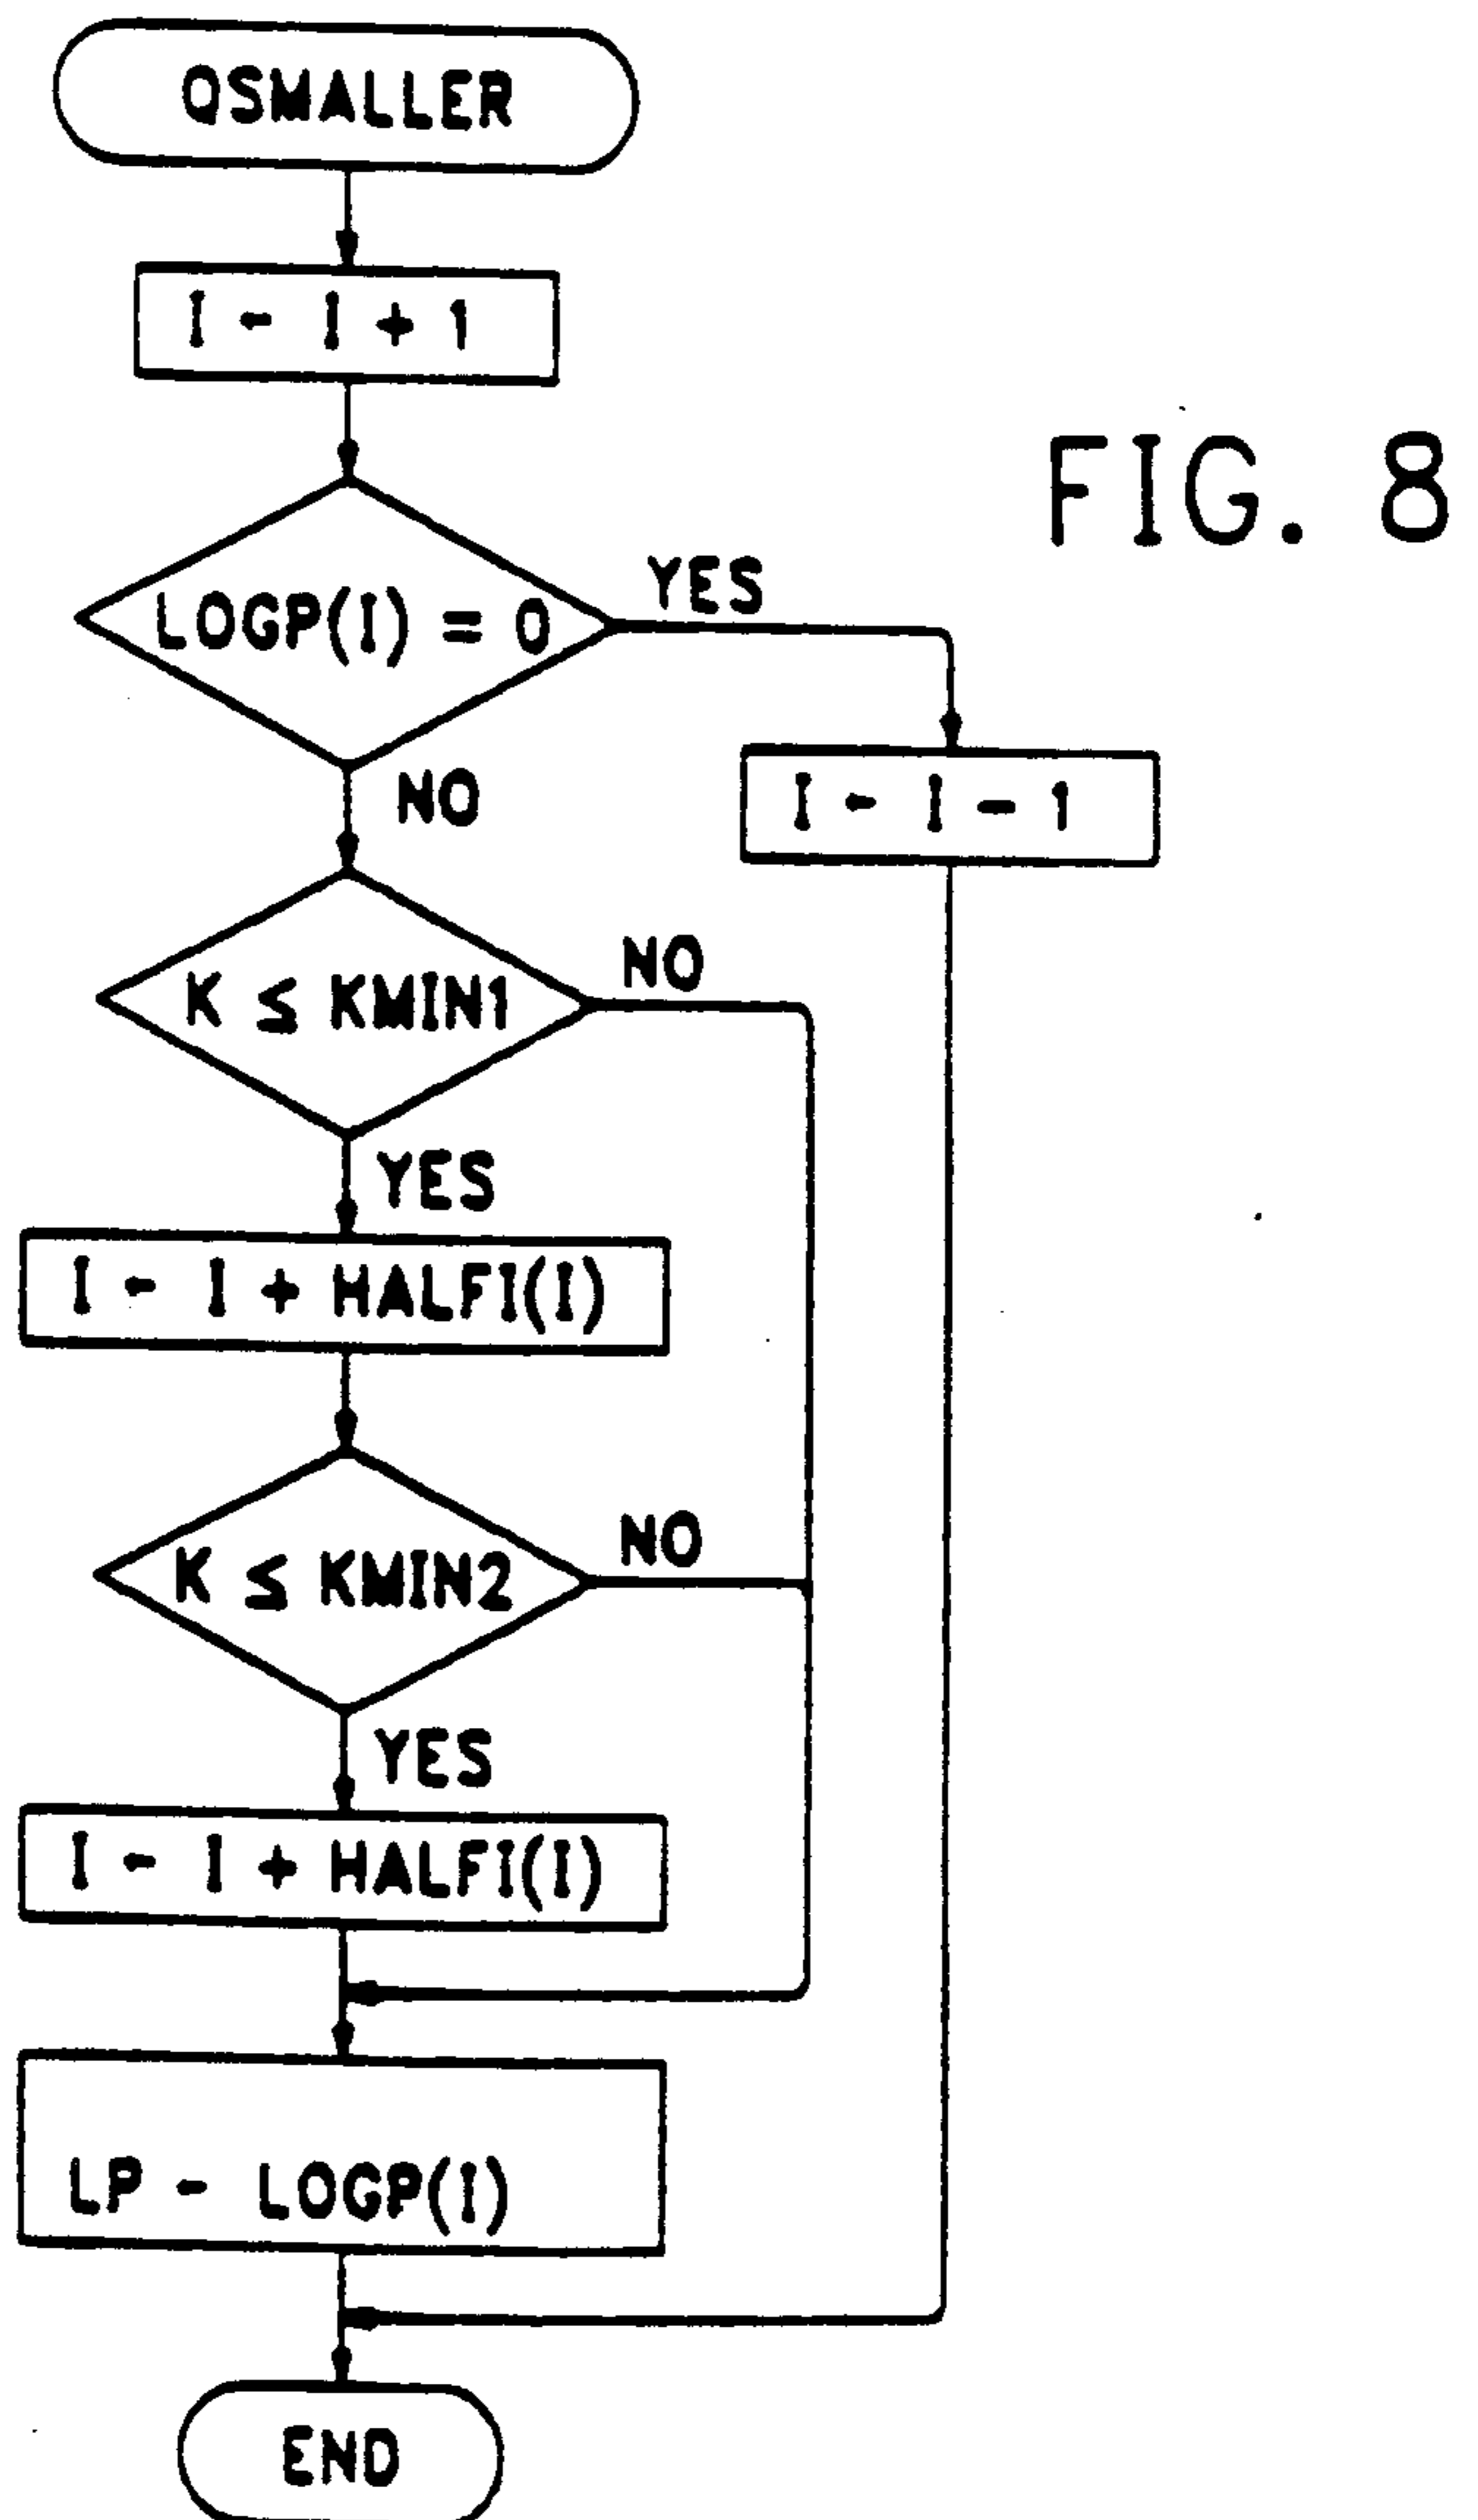 OSMALLER
I - I + 1
FIG. 8
LOGP(I) = 0
YES
NO
I - I - 1
K ≤ KMIN1
NO
YES
I - I + HALFI(I)
K ≤ KMIN2
NO
YES
I - I + HALFI(I)
LP - LOGP(I)
END